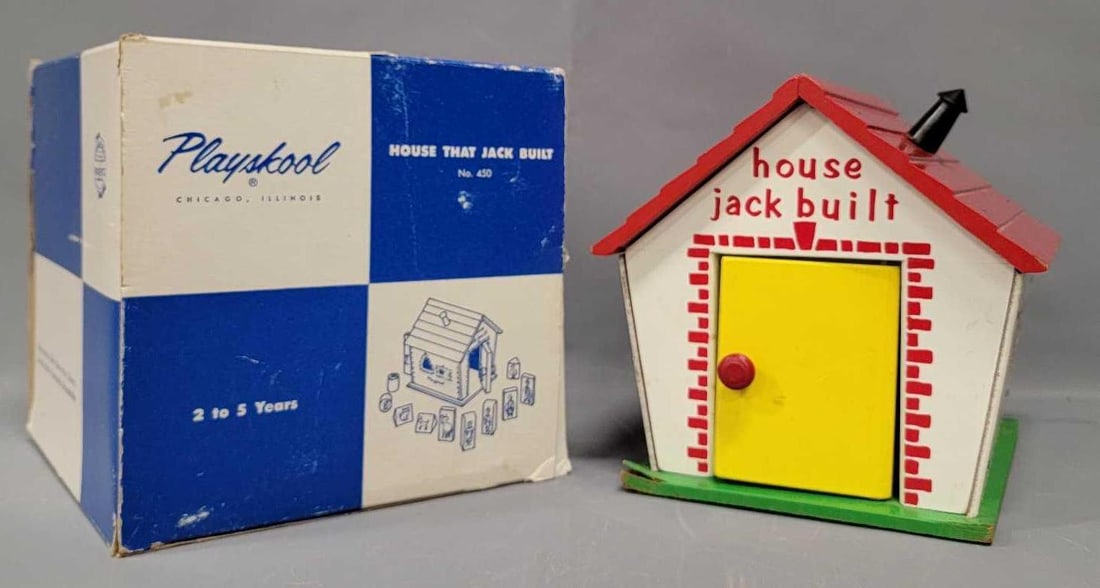 Playskool
®
CHICAGO, ILLINOIS
HOUSE THAT JACK BUILT
No. 450
2 to 5 Years
house
jack built